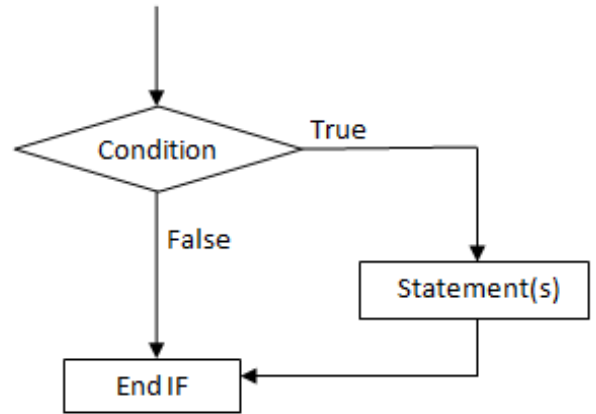 True
Condition
False
Statement(s)
End IF